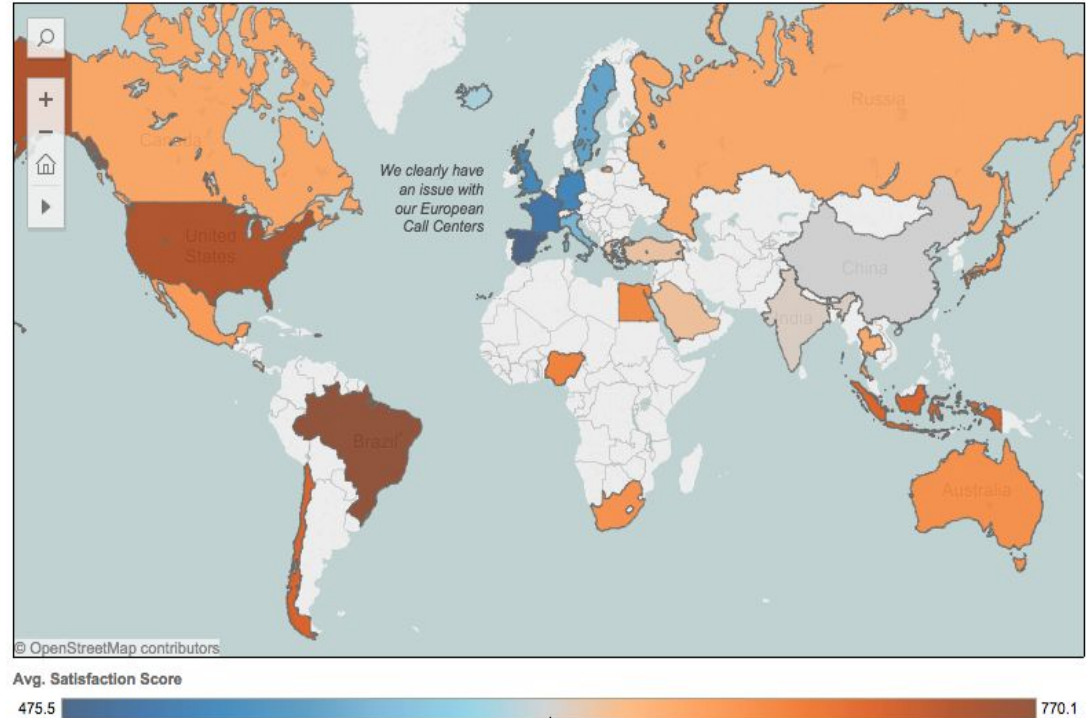 Russia
Canada
We clearly have
an issue with
our European
Call Centers
United
States
China
India
Brazil
Australia
© OpenStreetMap contributors
Avg. Satisfaction Score
475.5
770.1